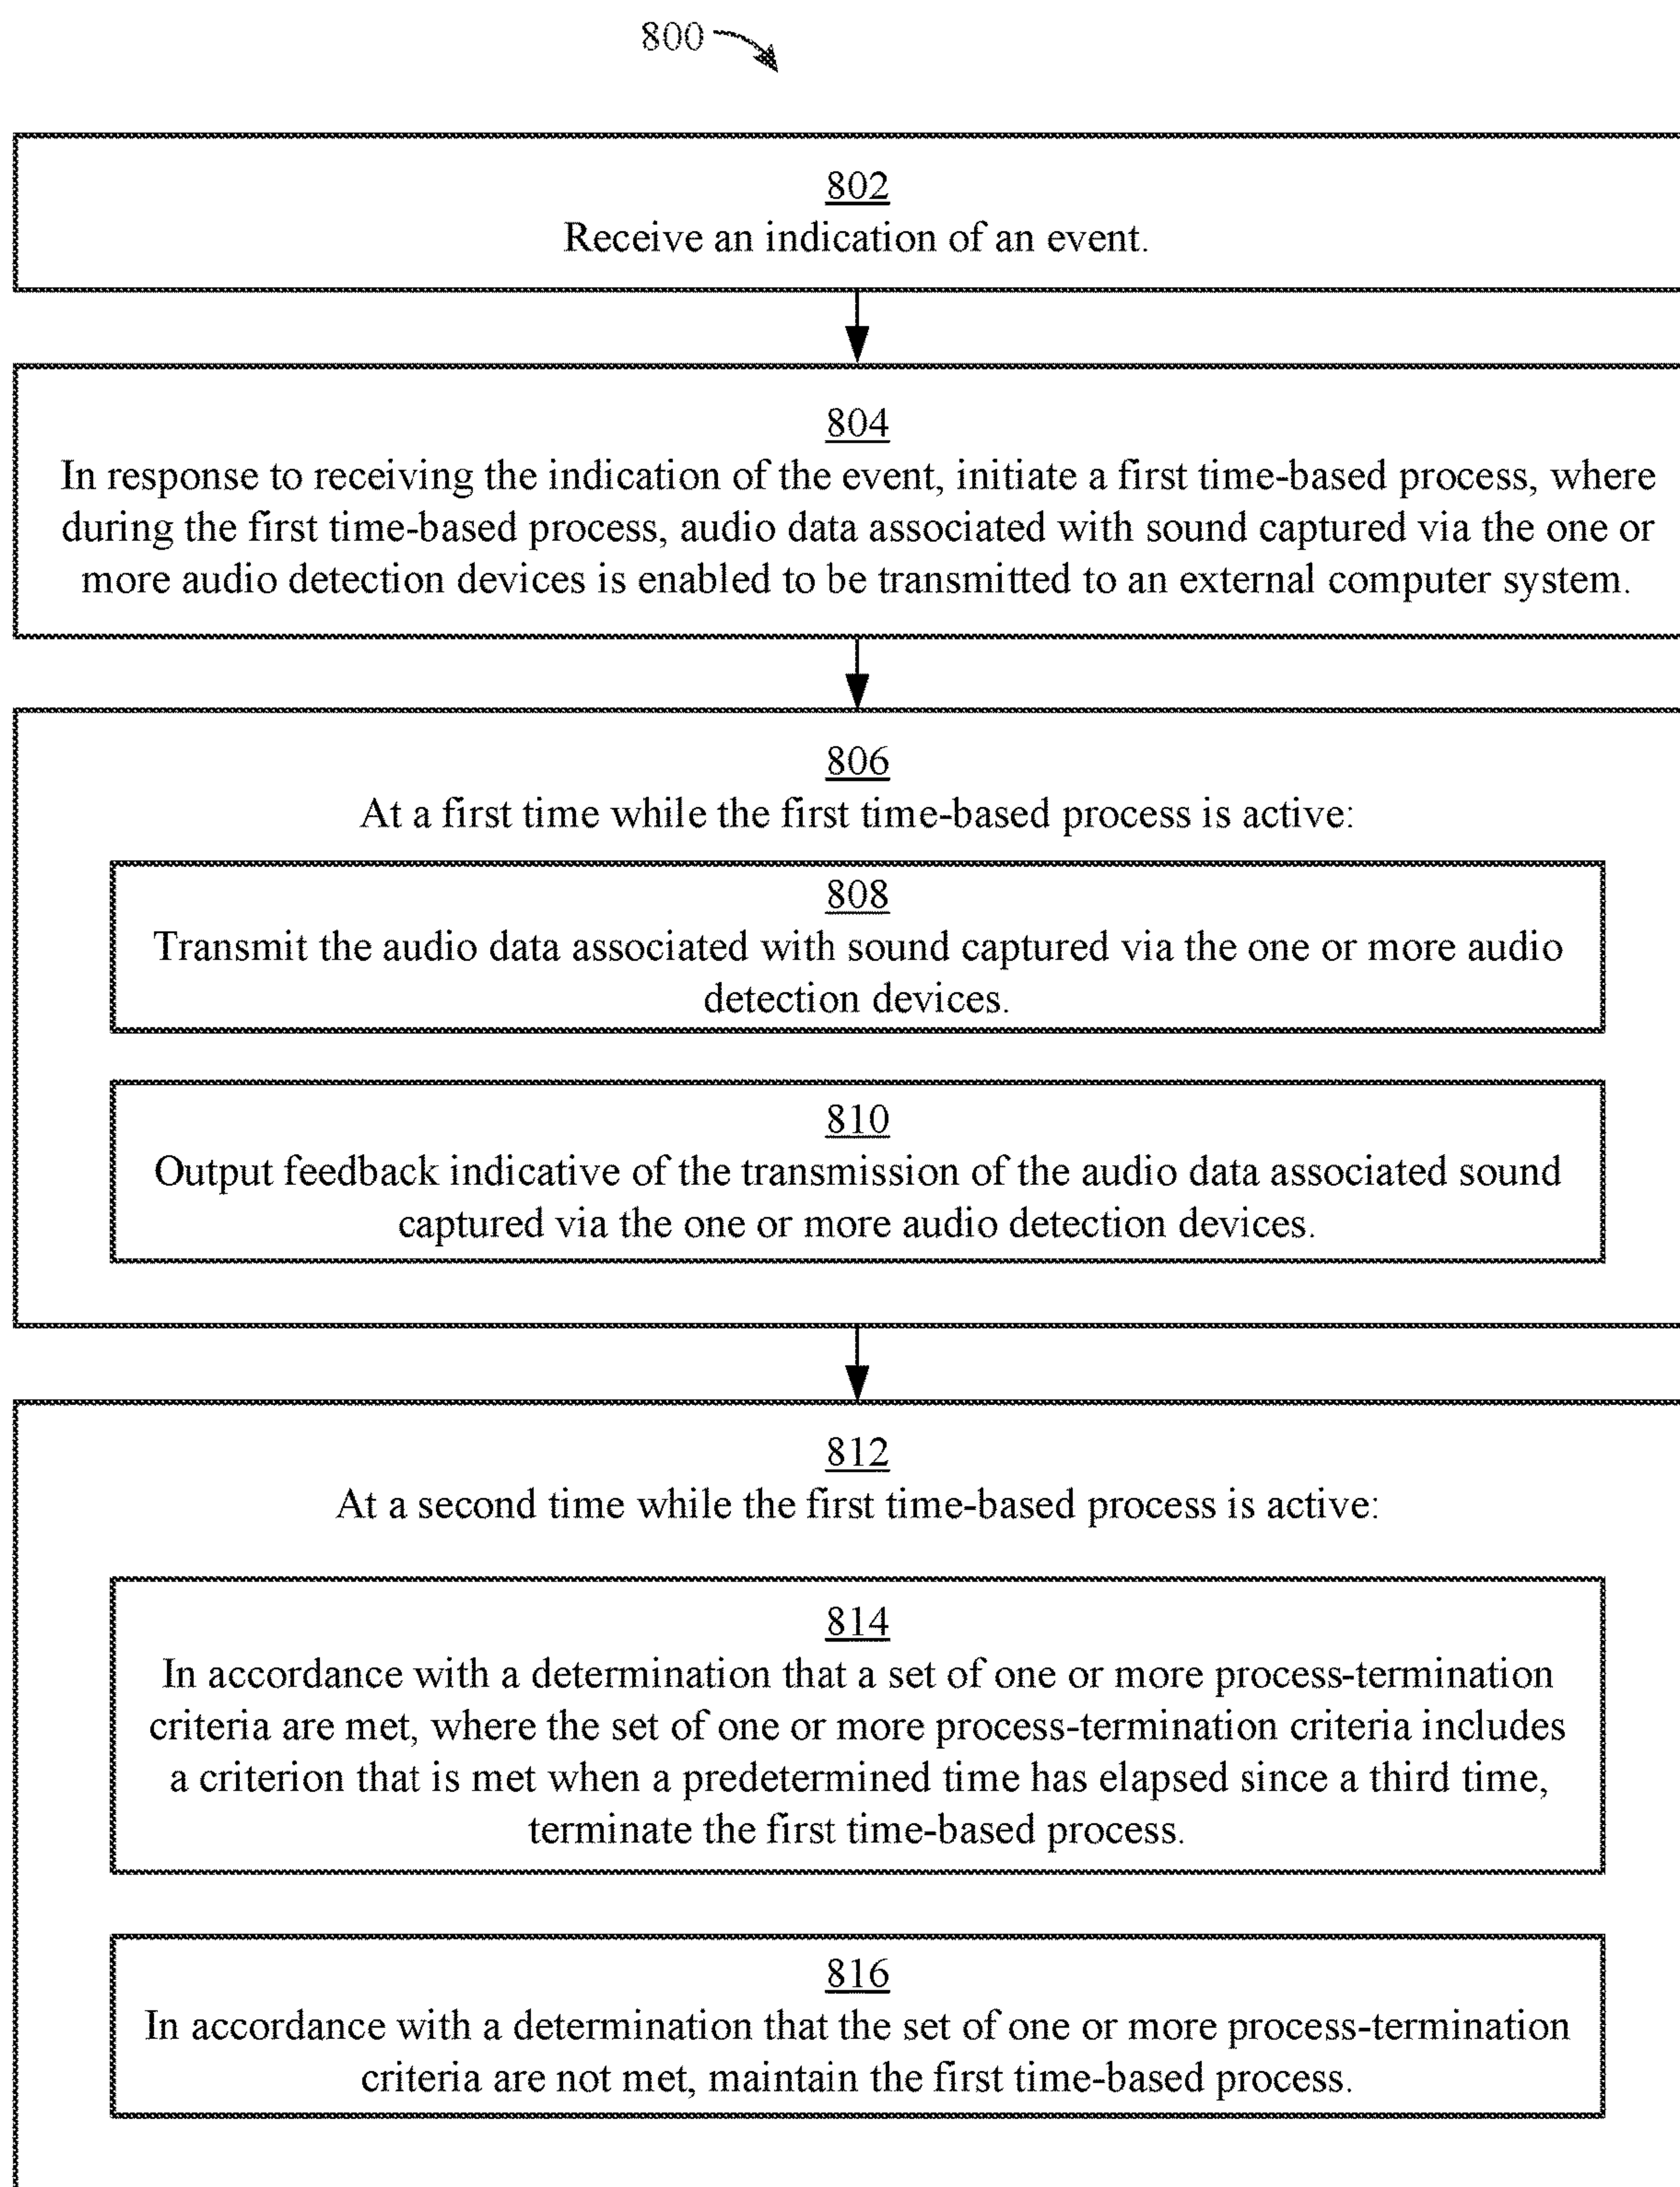 800
802
Receive an indication of an event.
804
In response to receiving the indication of the event, initiate a first time-based process, where
during the first time-based process, audio data associated with sound captured via the one or
more audio detection devices is enabled to be transmitted to an external computer system.
806
At a first time while the first time-based process is active:
808
Transmit the audio data associated with sound captured via the one or more audio
detection devices.
810
Output feedback indicative of the transmission of the audio data associated sound
captured via the one or more audio detection devices.
812
At a second time while the first time-based process is active:
814
In accordance with a determination that a set of one or more process-termination
criteria are met, where the set of one or more process-termination criteria includes
a criterion that is met when a predetermined time has elapsed since a third time,
terminate the first time-based process.
816
In accordance with a determination that the set of one or more process-termination
criteria are not met, maintain the first time-based process.